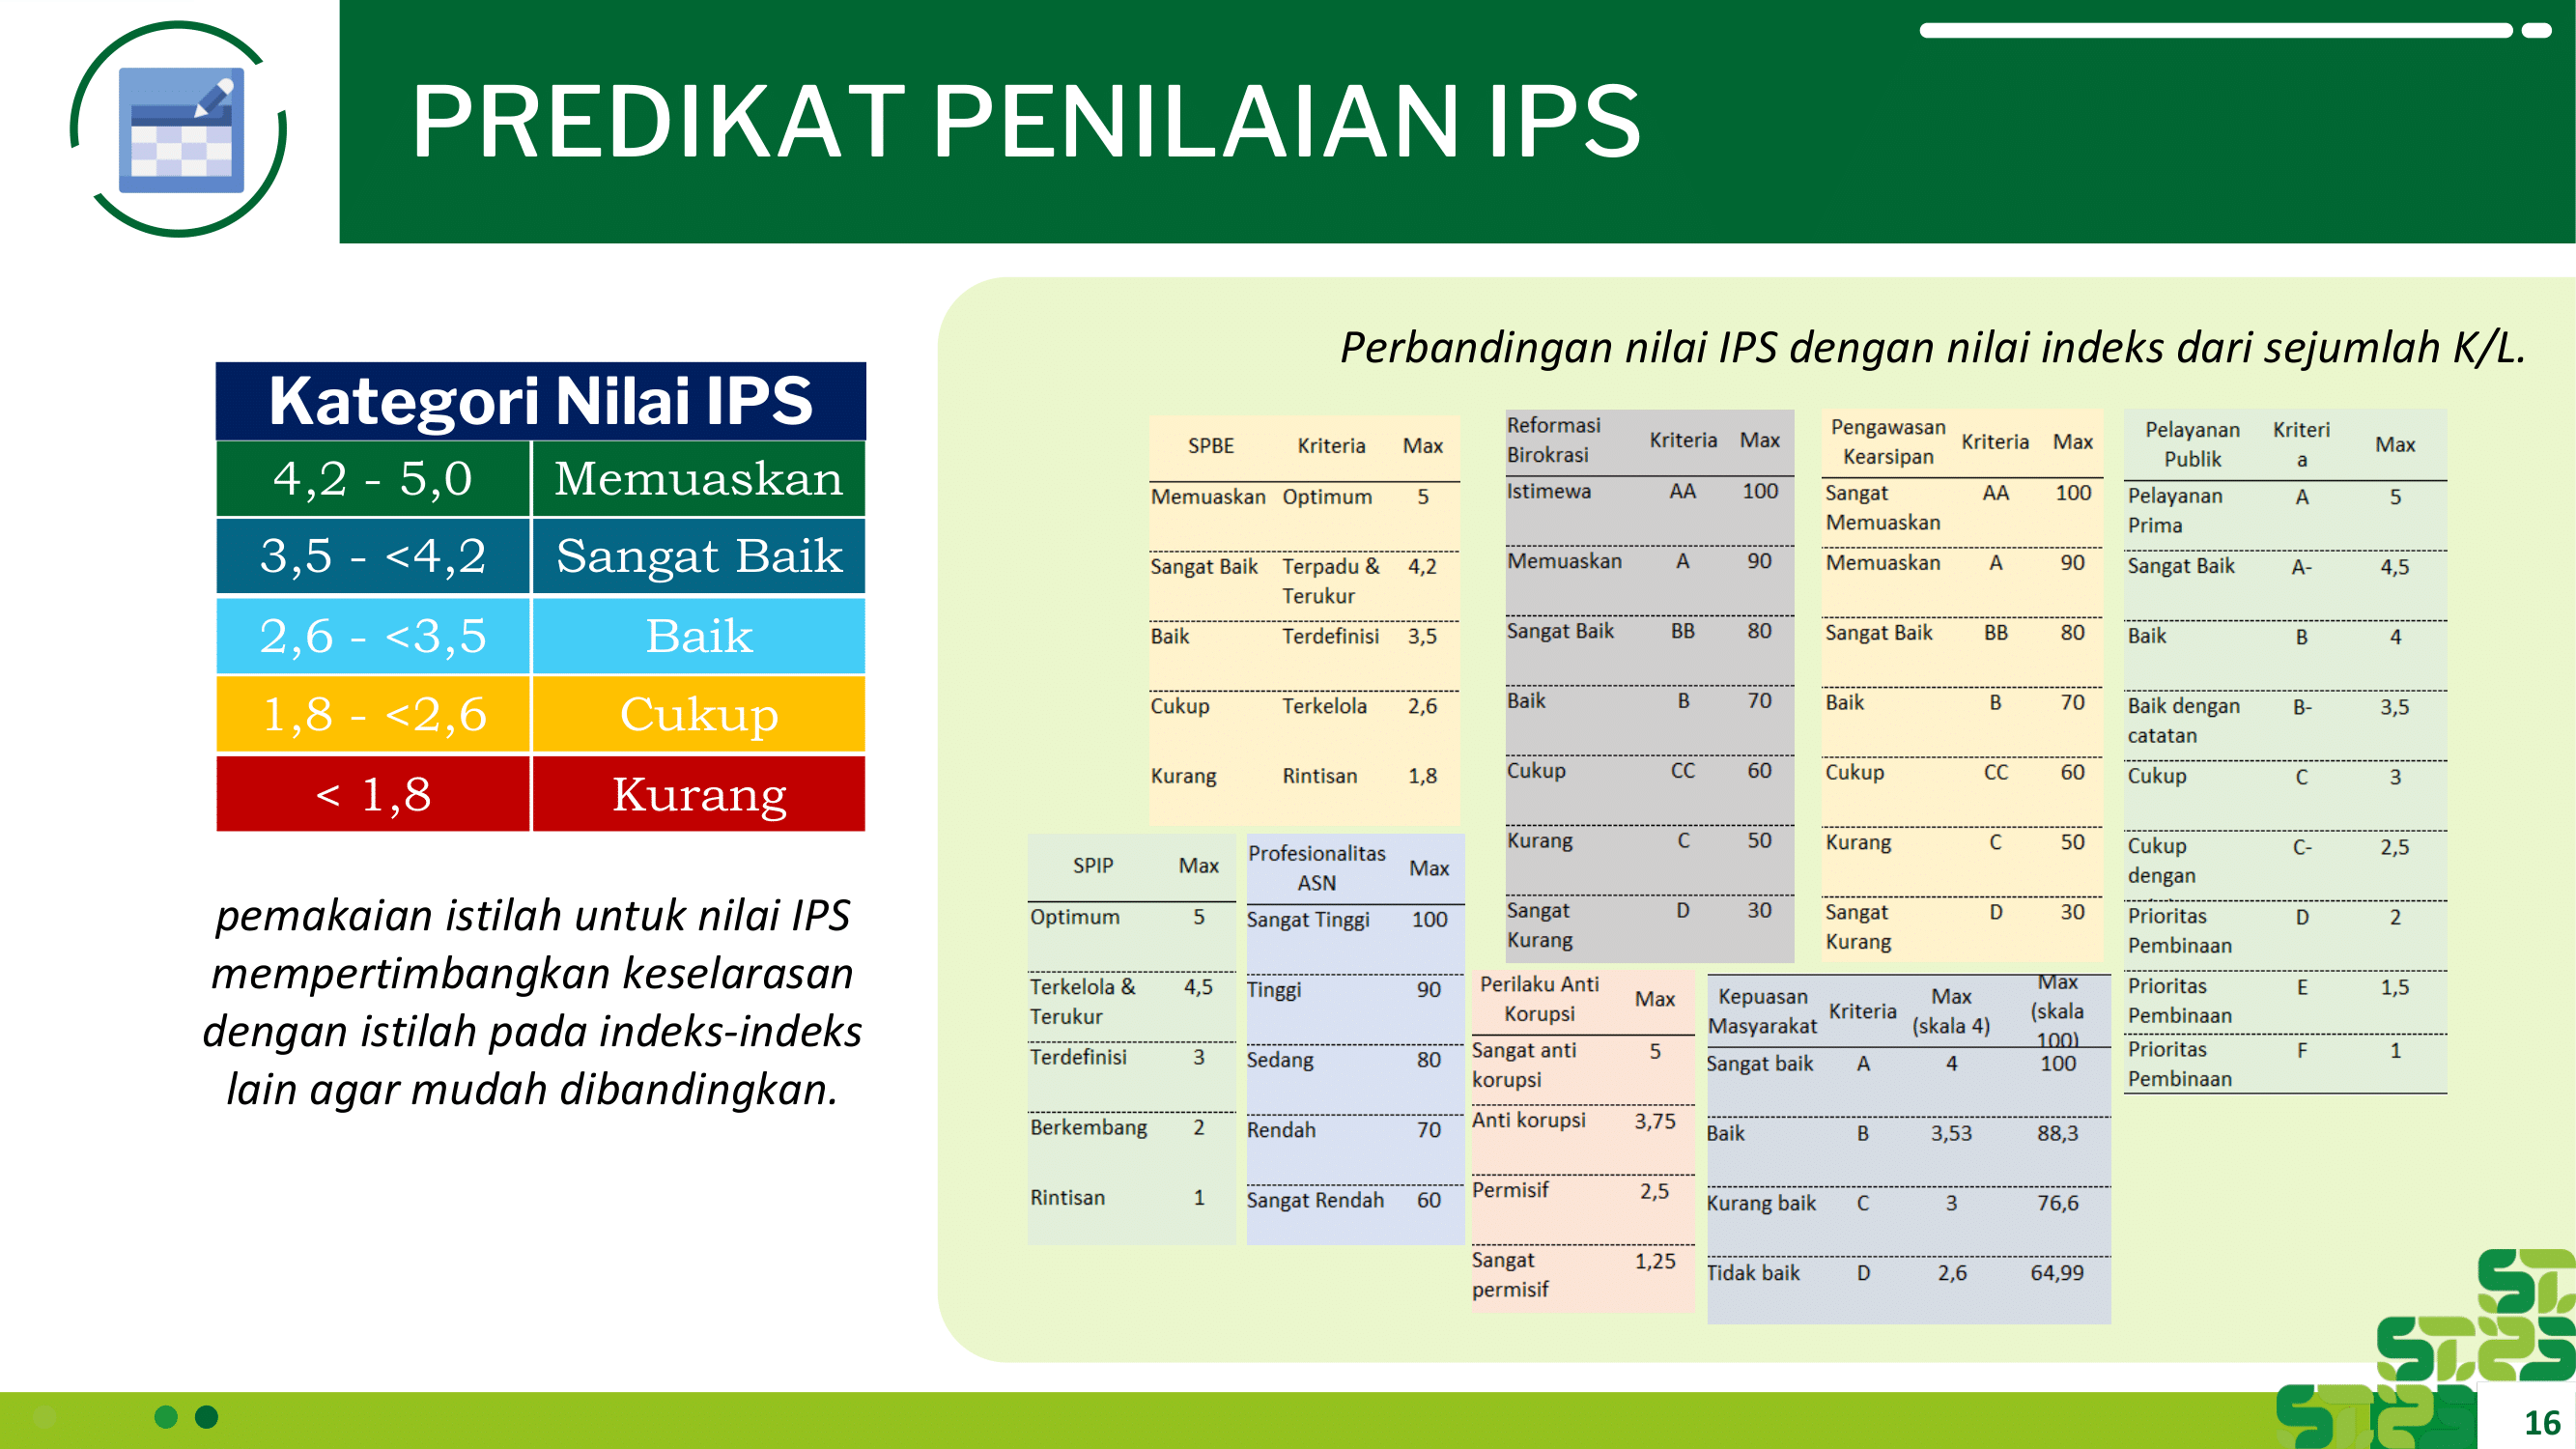 PREDIKAT PENILAIAN IPS
Kategori Nilai IPS
4,2 - 5,0 Memuaskan
3,5 - <4,2 Sangat Baik
2,6 - <3,5 Baik
1,8 - <2,6 Cukup
< 1,8 Kurang
pemakaian istilah untuk nilai IPS
mempertimbangkan keselarasan
dengan istilah pada indeks-indeks
lain agar mudah dibandingkan.
Perbandingan nilai IPS dengan nilai indeks dari sejumlah K/L.
SPBE Kriteria Max
Memuaskan Optimum 5
Sangat Baik Terpadu & 4,2
Terukur
Baik Terdefinisi 3,5
Cukup Terkelola 2,6
Kurang Rintisan 1,8
Reformasi
Birokrasi Kriteria Max
Istimewa AA 100
Memuaskan A 90
Sangat Baik BB 80
Baik B 70
Cukup CC 60
Kurang C 50
Sangat D 30
Kurang
Pengawasan
Kearsipan Kriteria Max
Sangat AA 100
Memuaskan
Memuaskan A 90
Sangat Baik BB 80
Baik B 70
Cukup CC 60
Kurang C 50
Sangat D 30
Kurang
Pelayanan Kriteri Max
Publik a
Pelayanan A 5
Prima
Sangat Baik A- 4,5
Baik B 4
Baik dengan B- 3,5
catatan
Cukup C 3
Cukup C- 2,5
dengan
Prioritas D 2
Pembinaan
Prioritas E 1,5
Pembinaan
Prioritas F 1
Pembinaan
SPIP Max
Optimum 5
Terkelola & 4,5
Terukur
Terdefinisi 3
Berkembang 2
Rintisan 1
Profesionalitas Max
ASN
Sangat Tinggi 100
Tinggi 90
Sedang 80
Rendah 70
Sangat Rendah 60
Perilaku Anti Max
Korupsi
Sangat anti 5
korupsi
Anti korupsi 3,75
Permisif 2,5
Sangat 1,25
permisif
Kepuasan Kriteria Max Max
Masyarakat (skala 4) (skala
100)
Sangat baik A 4 100
Baik B 3,53 88,3
Kurang baik C 3 76,6
Tidak baik D 2,6 64,99
16